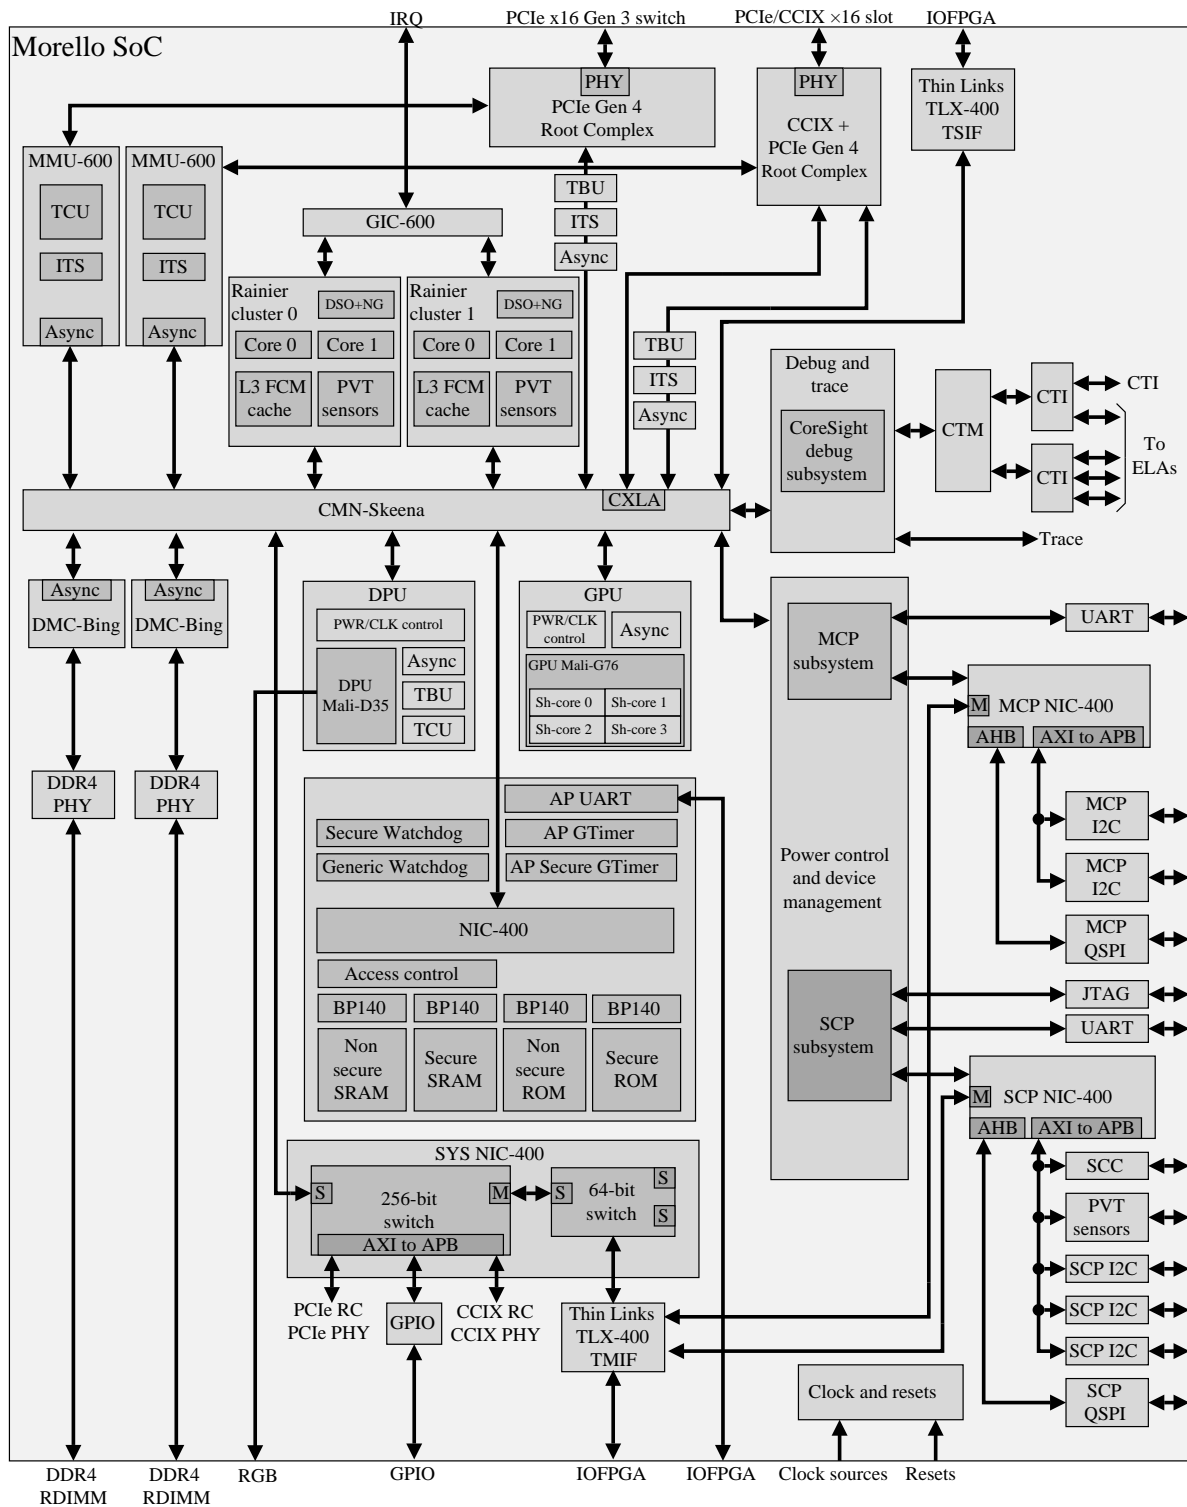 IRQ
PCIe x16 Gen 3 switch
PCIe/CCIX ×16 slot
IOFPGA
Morello SoC
PHY
PCIe Gen 4
Root Complex
PHY
CCIX +
PCIe Gen 4
Root Complex
Thin Links
TLX-400
TSIF
MMU-600
TCU
ITS
Async
MMU-600
TCU
ITS
Async
TBU
ITS
Async
GIC-600
Rainier
cluster 0
DSO+NG
Core 0
Core 1
L3 FCM
cache
PVT
sensors
Rainier
cluster 1
DSO+NG
Core 0
Core 1
L3 FCM
cache
PVT
sensors
TBU
ITS
Async
Debug and
trace
CoreSight
debug
subsystem
CTM
CTI
CTI
CTI
To
ELAs
Trace
CXLA
CMN-Skeena
Async
DMC-Bing
Async
DMC-Bing
DPU
PWR/CLK control
DPU
Mali-D35
Async
TBU
TCU
GPU
PWR/CLK
control
Async
GPU Mali-G76
Sh-core 0
Sh-core 1
Sh-core 2
Sh-core 3
MCP
subsystem
UART
M
MCP NIC-400
AHB
AXI to APB
DDR4
PHY
DDR4
PHY
AP UART
Secure Watchdog
AP GTimer
Generic Watchdog
AP Secure GTimer
NIC-400
Access control
BP140
BP140
BP140
BP140
Non
secure
SRAM
Secure
SRAM
Non
secure
ROM
Secure
ROM
Power control
and device
management
MCP
I2C
MCP
I2C
MCP
QSPI
SCP
subsystem
JTAG
UART
M
SCP NIC-400
AHB
AXI to APB
SCC
PVT
sensors
SCP I2C
SCP I2C
SCP I2C
SCP
QSPI
SYS NIC-400
S
256-bit
switch
M
AXI to APB
S
64-bit
switch
S
S
PCIe RC
PCIe PHY
GPIO
CCIX RC
CCIX PHY
Thin Links
TLX-400
TMIF
Clock and resets
DDR4
RDIMM
DDR4
RDIMM
RGB
GPIO
IOFPGA
IOFPGA
Clock sources
Resets